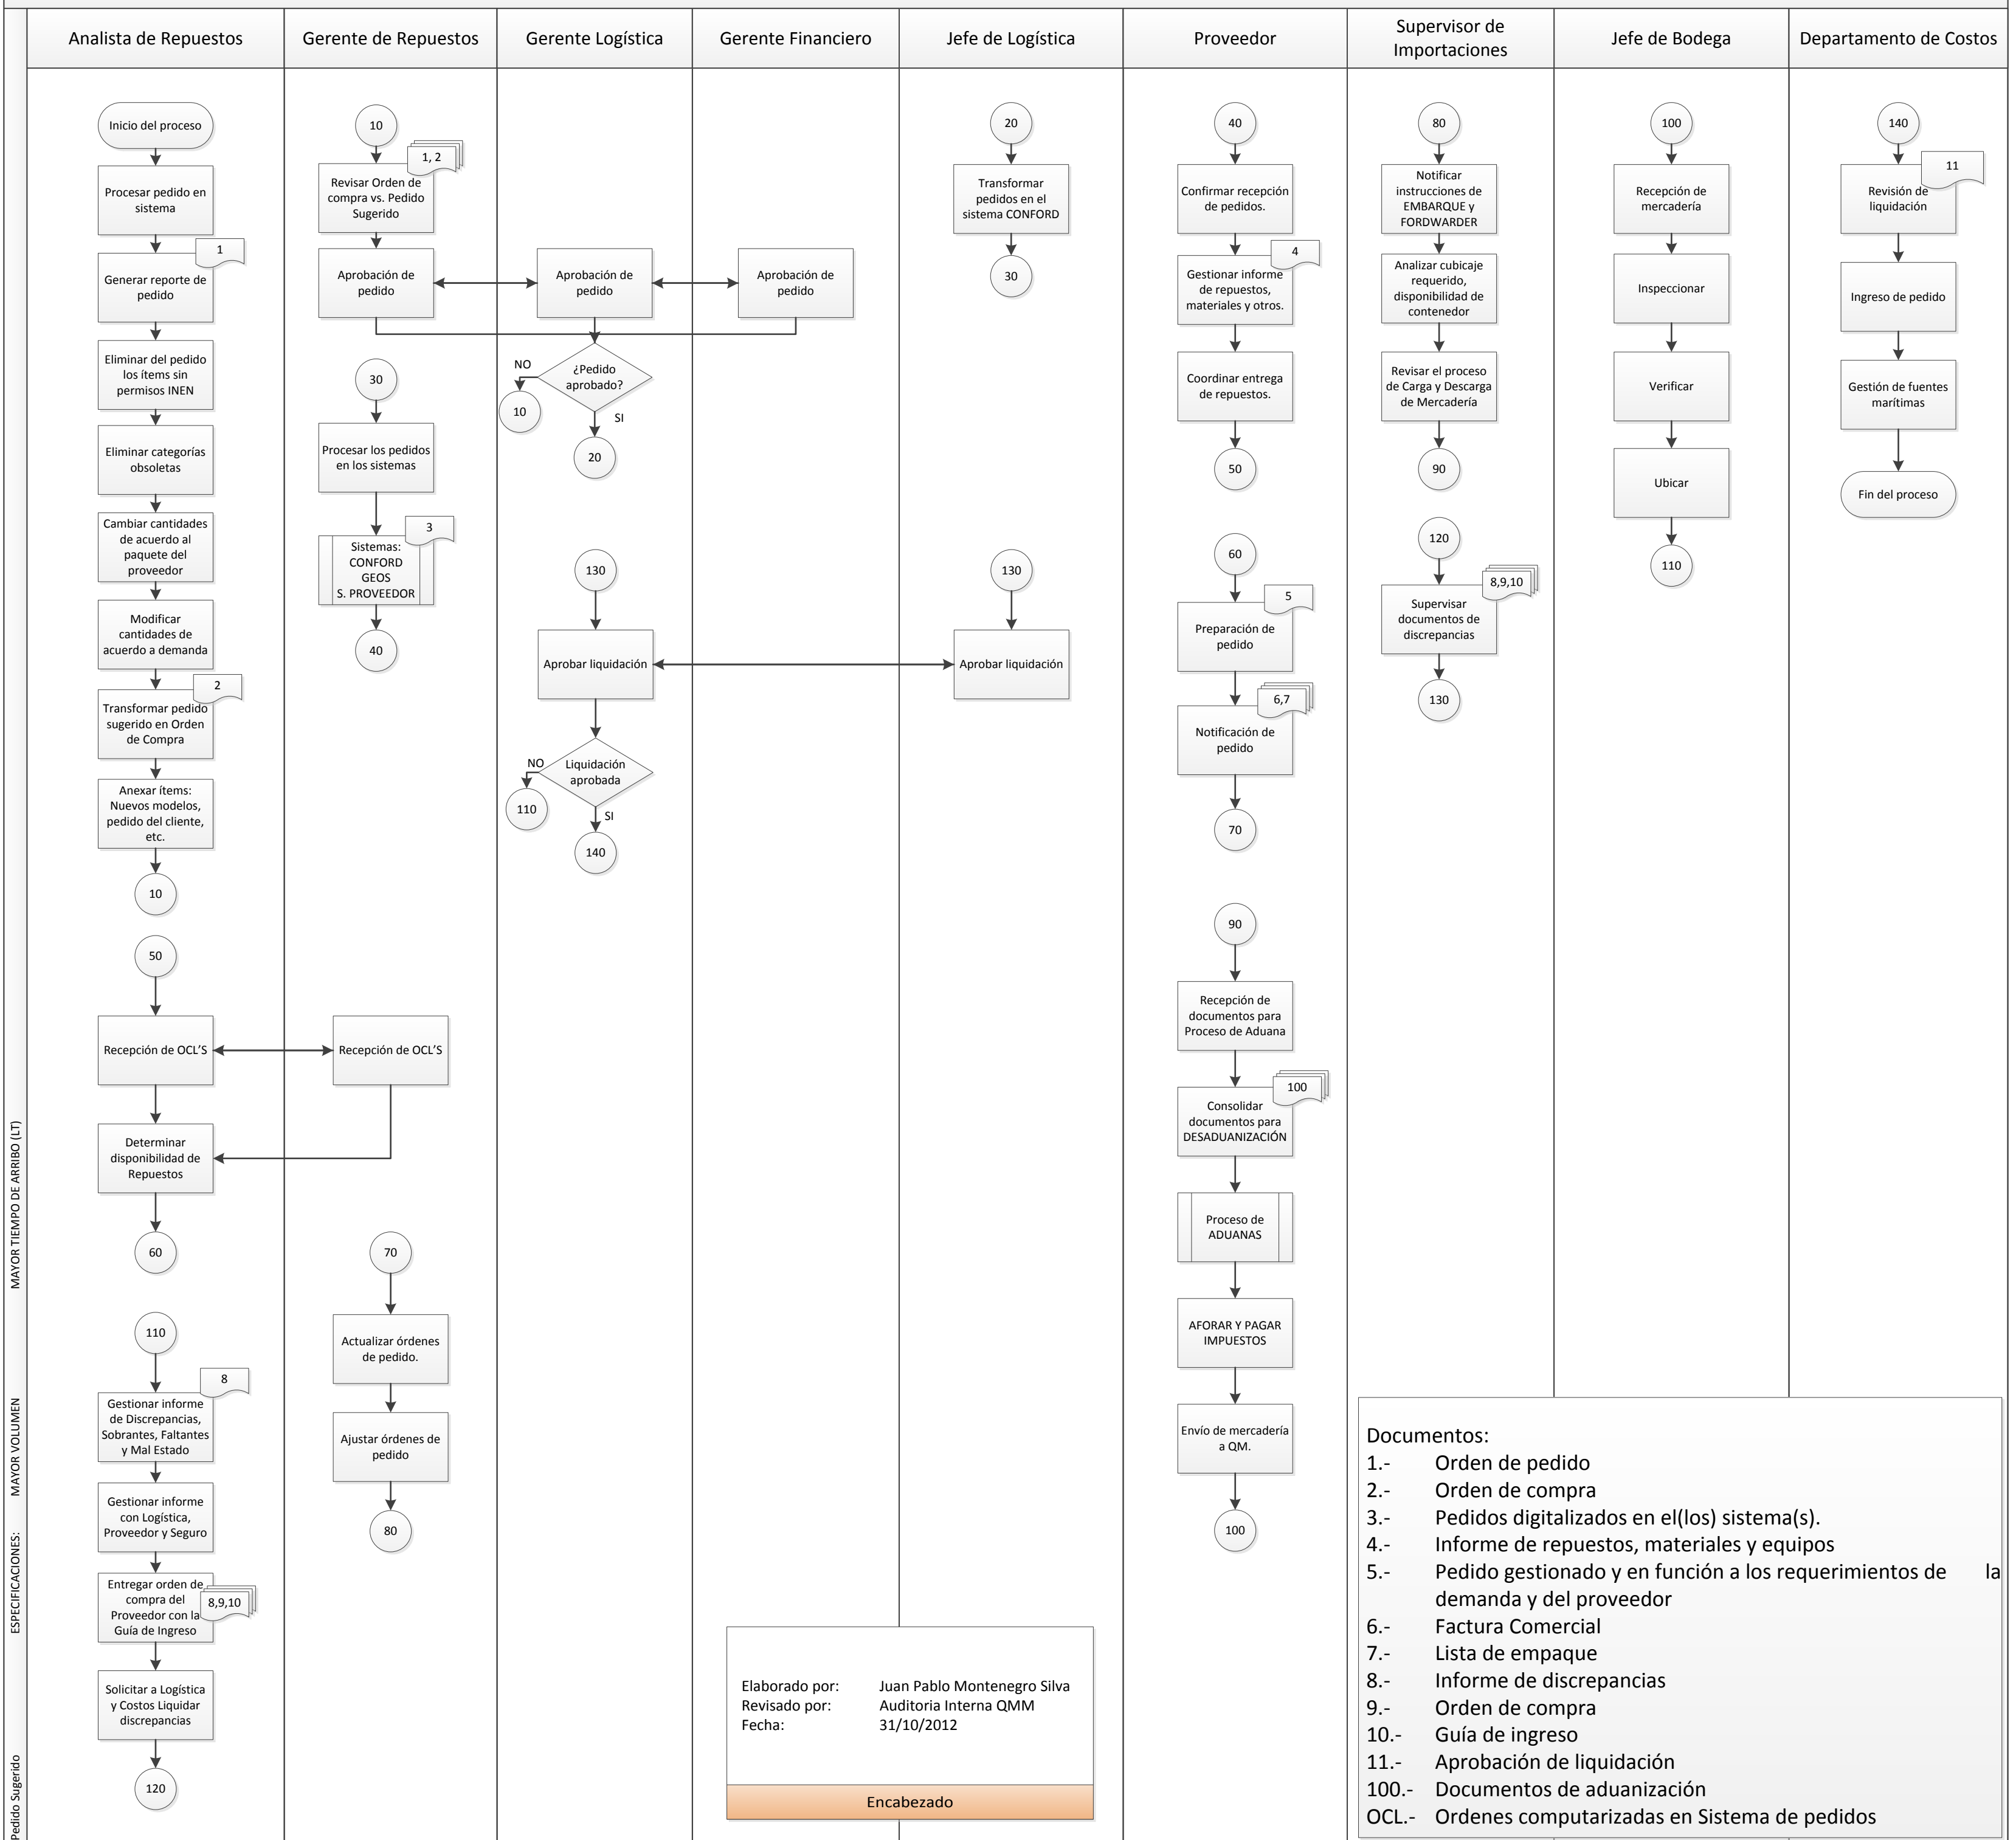 Analista de Repuestos
Gerente de Repuestos
Gerente Logística
Gerente Financiero
Jefe de Logística
Proveedor
Supervisor de
Importaciones
Jefe de Bodega
Departamento de Costos
Inicio del proceso
Procesar pedido en
sistema
1
Generar reporte de
pedido
Eliminar del pedido
los ítems sin
permisos INEN
Eliminar categorías
obsoletas
Cambiar cantidades
de acuerdo al
paquete del
proveedor
Modificar
cantidades de
acuerdo a demanda
2
Transformar pedido
sugerido en Orden
de Compra
Anexar ítems:
Nuevos modelos,
pedido del cliente,
etc.
10
50
Recepción de OCL'S
Determinar
disponibilidad de
Repuestos
60
110
8
Gestionar informe
de Discrepancias,
Sobrantes, Faltantes
y Mal Estado
Gestionar informe
con Logística,
Proveedor y Seguro
Entregar orden de
compra del
Proveedor con la
Guía de Ingreso
8,9,10
Solicitar a Logística
y Costos Liquidar
discrepancias
120
10
1, 2
Revisar Orden de
compra vs. Pedido
Sugerido
Aprobación de
pedido
30
Procesar los pedidos
en los sistemas
3
Sistemas:
CONFORD
GEOS
S. PROVEEDOR
40
Recepción de OCL'S
70
Actualizar órdenes
de pedido.
Ajustar órdenes de
pedido
80
Aprobación de
pedido
¿Pedido
aprobado?
NO
10
SI
20
130
Aprobar liquidación
Liquidación
aprobada
NO
110
SI
140
Aprobación de
pedido
20
Transformar
pedidos en el
sistema CONFORD
30
130
Aprobar liquidación
40
Confirmar recepción
de pedidos.
4
Gestionar informe
de repuestos,
materiales y otros.
Coordinar entrega
de repuestos.
50
60
5
Preparación de
pedido
6,7
Notificación de
pedido
70
90
Recepción de
documentos para
Proceso de Aduana
100
Consolidar
documentos para
DESADUANIZACIÓN
Proceso de
ADUANAS
AFORAR Y PAGAR
IMPUESTOS
Envío de mercadería
a QM.
100
80
Notificar
instrucciones de
EMBARQUE y
FORDWARDER
Analizar cubicaje
requerido,
disponibilidad de
contenedor
Revisar el proceso
de Carga y Descarga
de Mercadería
90
120
8,9,10
Supervisar
documentos de
discrepancias
130
100
Recepción de
mercadería
Inspeccionar
Verificar
Ubicar
110
140
11
Revisión de
liquidación
Ingreso de pedido
Gestión de fuentes
marítimas
Fin del proceso
Pedido Sugerido ESPECIFICACIONES: MAYOR VOLUMEN MAYOR TIEMPO DE ARRIBO (LT)
Elaborado por: Juan Pablo Montenegro Silva
Revisado por: Auditoria Interna QMM
Fecha: 31/10/2012
Encabezado
Documentos:
1.- Orden de pedido
2.- Orden de compra
3.- Pedidos digitalizados en el(los) sistema(s).
4.- Informe de repuestos, materiales y equipos
5.- Pedido gestionado y en función a los requerimientos de la
demanda y del proveedor
6.- Factura Comercial
7.- Lista de empaque
8.- Informe de discrepancias
9.- Orden de compra
10.- Guía de ingreso
11.- Aprobación de liquidación
100.- Documentos de aduanización
OCL.- Ordenes computarizadas en Sistema de pedidos